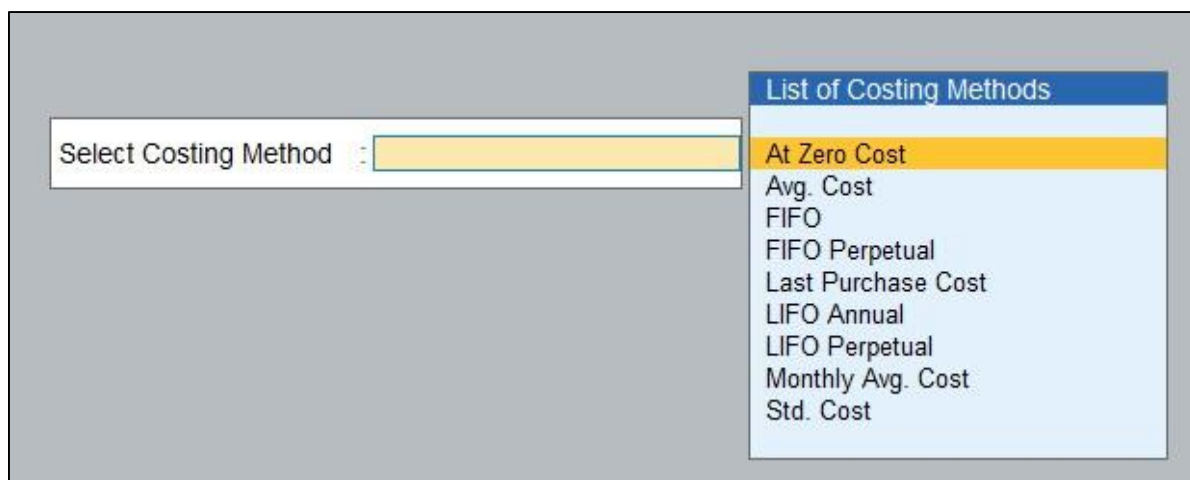 List of Costing Methods
Select Costing Method :
At Zero Cost
Avg. Cost
FIFO
FIFO Perpetual
Last Purchase Cost
LIFO Annual
LIFO Perpetual
Monthly Avg. Cost
Std. Cost